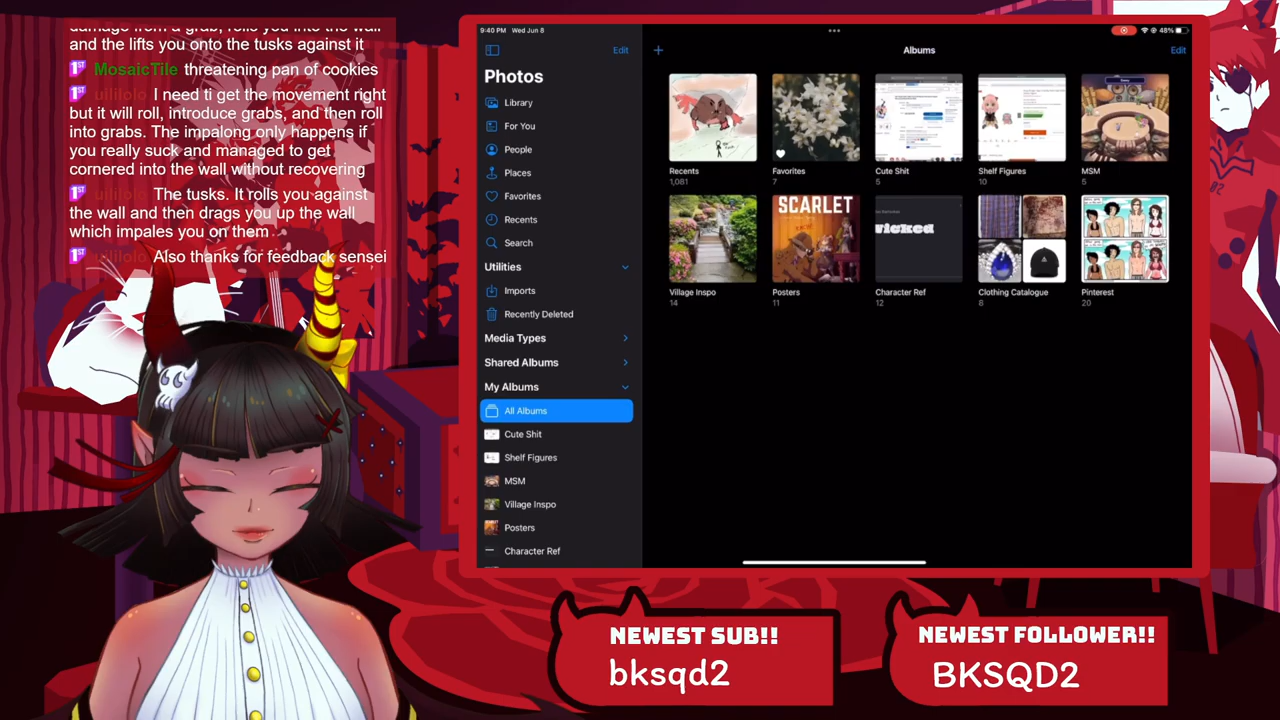 damage from a grab, rolls you into the wall
and the lifts you onto the tusks against it
MosaicTile threatening pan of cookies
uililolo I need ti get the movement right
but it will roll, introduce grabs, and then roll
into grabs. The impalong only happens if
you really suck and managed to get
cornered into the wall without recovering
uililolo The tusks. It rolls you against
the wall and then drags you up the wall
which impales you on them
uililolo Also thanks for feedback sensei
9:40 PM Wed Jun 8
48%
Edit
Photos
Library
For You
People
Places
Favorites
Recents
Search
Utilities
Imports
Recently Deleted
Media Types
Shared Albums
My Albums
All Albums
Cute Shit
Shelf Figures
MSM
Village Inspo
Posters
Character Ref
Albums
Edit
Recents
1,081
Favorites
7
Cute Shit
5
Shelf Figures
10
MSM
5
SCARLET
wicked
Village Inspo
14
Posters
11
Character Ref
12
Clothing Catalogue
8
Pinterest
20
NEWEST SUB!!
bksqd2
NEWEST FOLLOWER!!
BKSQD2